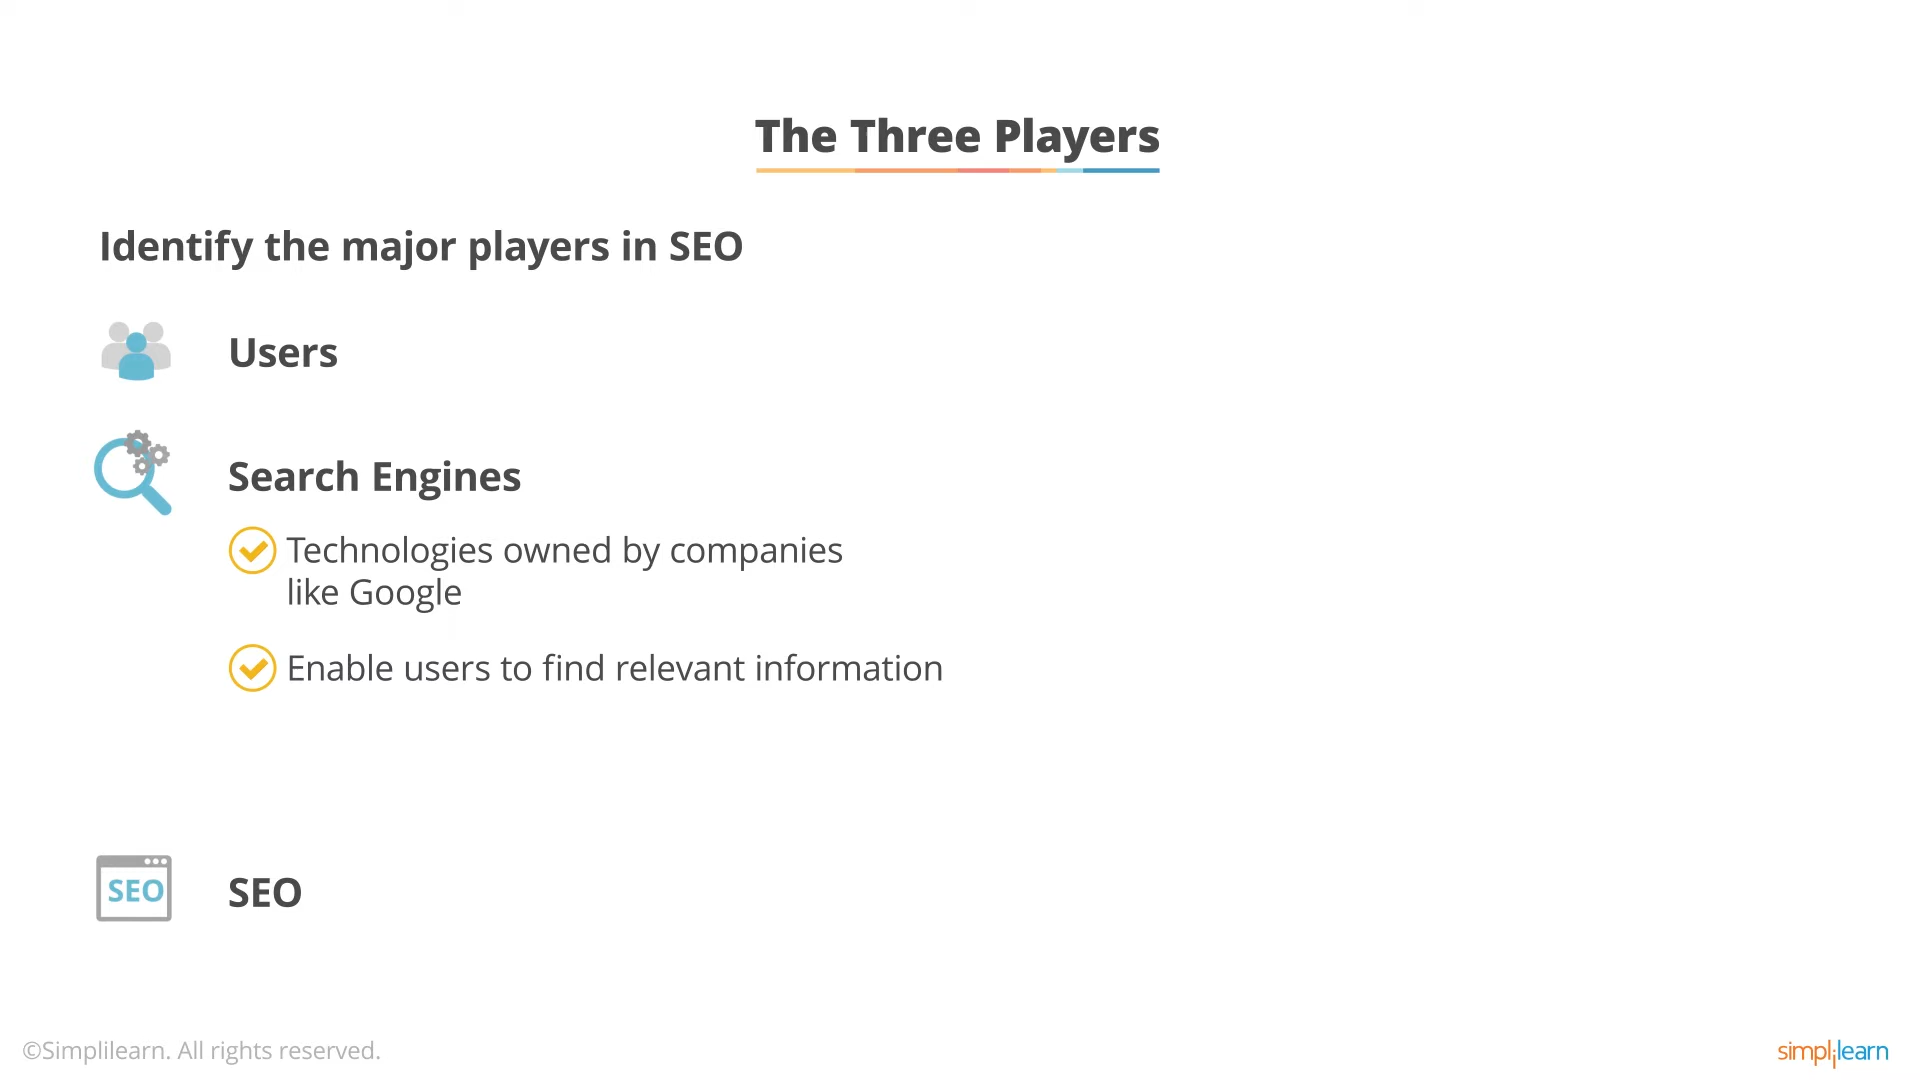 The Three Players
Identify the major players in SEO
Users
Search Engines
Technologies owned by companies
like Google
Enable users to find relevant information
SEO
SEO
©Simplilearn. All rights reserved.
simplilearn